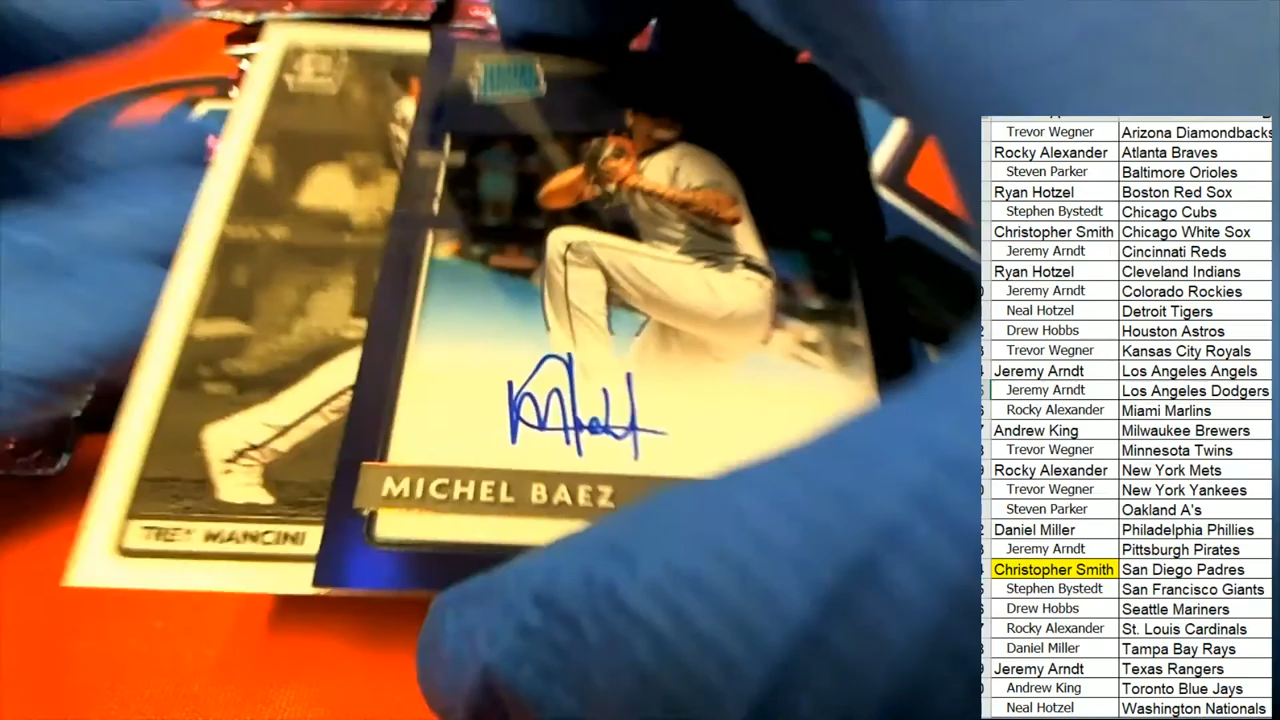 MICHEL BAEZ
TREY MANCINI
Trevor Wegner Arizona Diamondbacks
Rocky Alexander Atlanta Braves
Steven Parker Baltimore Orioles
Ryan Hotzel Boston Red Sox
Stephen Bystedt Chicago Cubs
Christopher Smith Chicago White Sox
Jeremy Arndt Cincinnati Reds
Ryan Hotzel Cleveland Indians
Jeremy Arndt Colorado Rockies
Neal Hotzel Detroit Tigers
Drew Hobbs Houston Astros
Trevor Wegner Kansas City Royals
Jeremy Arndt Los Angeles Angels
Jeremy Arndt Los Angeles Dodgers
Rocky Alexander Miami Marlins
Andrew King Milwaukee Brewers
Trevor Wegner Minnesota Twins
Rocky Alexander New York Mets
Trevor Wegner New York Yankees
Steven Parker Oakland A's
Daniel Miller Philadelphia Phillies
Jeremy Arndt Pittsburgh Pirates
Christopher Smith San Diego Padres
Stephen Bystedt San Francisco Giants
Drew Hobbs Seattle Mariners
Rocky Alexander St. Louis Cardinals
Daniel Miller Tampa Bay Rays
Jeremy Arndt Texas Rangers
Andrew King Toronto Blue Jays
Neal Hotzel Washington Nationals